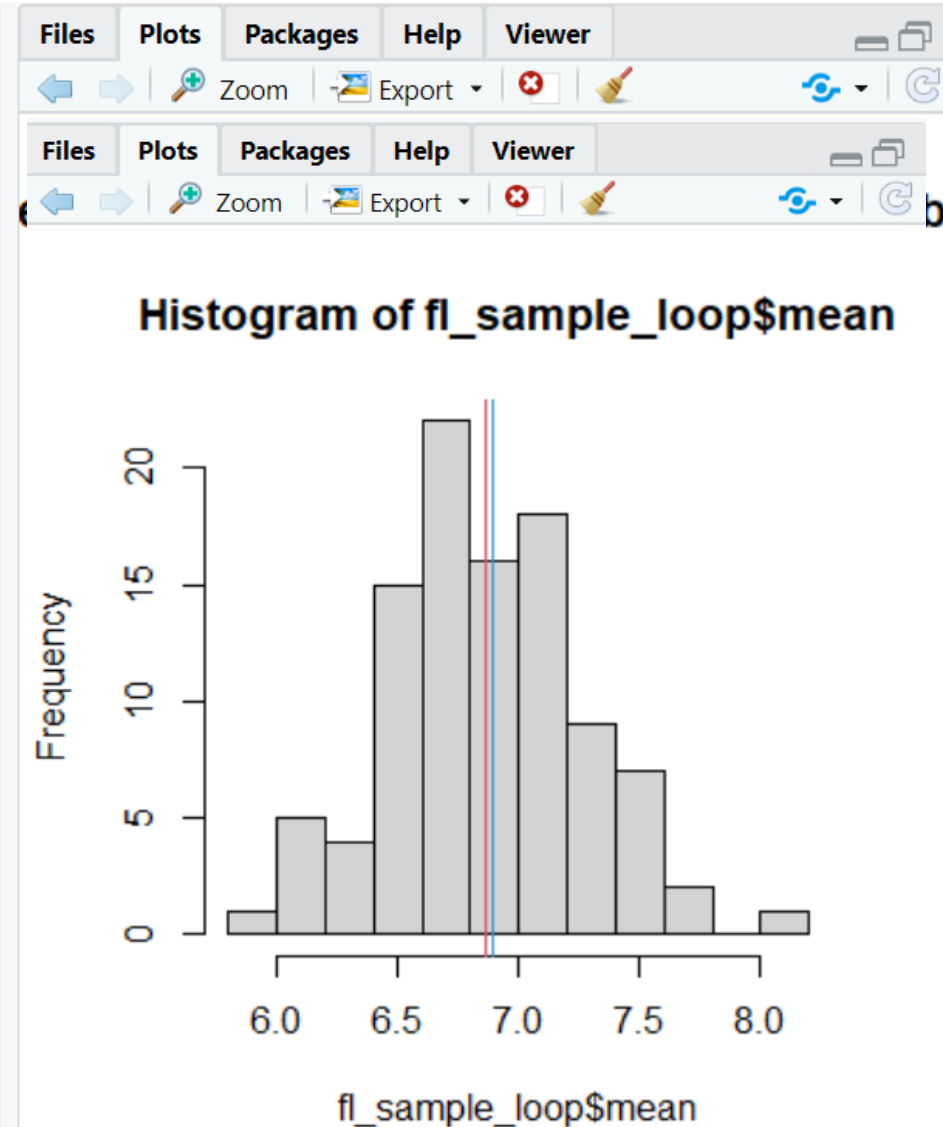 Files Plots Packages Help Viewer
Zoom Export
Files Plots Packages Help Viewer
Zoom Export
Histogram of fl_sample_loop$mean
Frequency
20
15
10
5
0
6.0 6.5 7.0 7.5 8.0
fl_sample_loop$mean